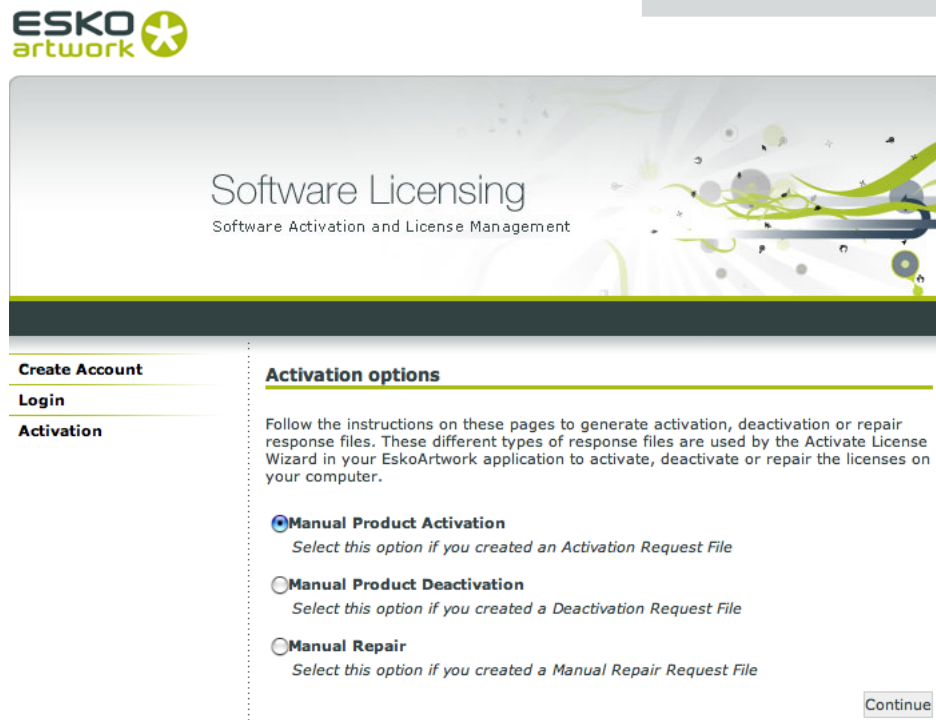 ESKO
artwork
Software Licensing
Software Activation and License Management
Create Account
Login
Activation
Activation options
Follow the instructions on these pages to generate activation, deactivation or repair
response files. These different types of response files are used by the Activate License
Wizard in your EskoArtwork application to activate, deactivate or repair the licenses on
your computer.
Manual Product Activation
Select this option if you created an Activation Request File
Manual Product Deactivation
Select this option if you created a Deactivation Request File
Manual Repair
Select this option if you created a Manual Repair Request File
Continue